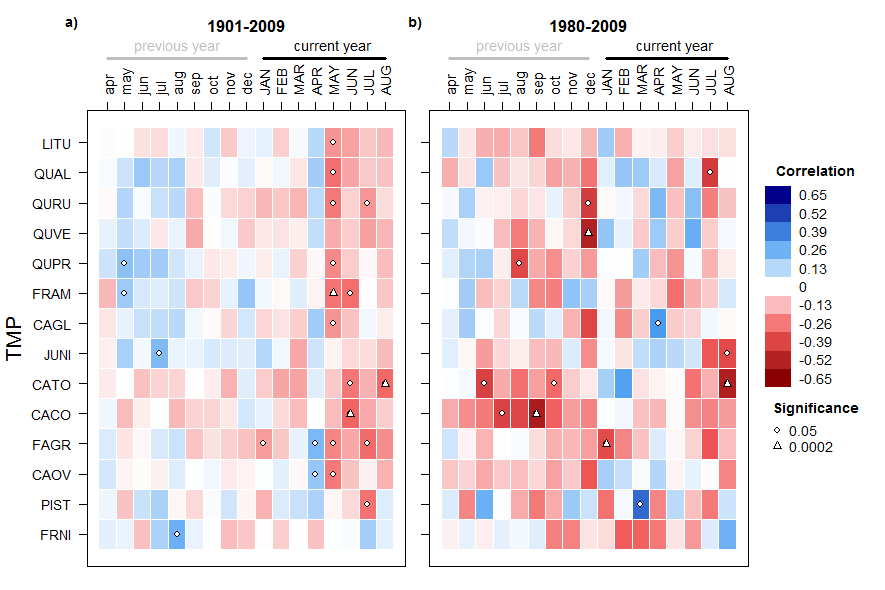 a) 1901-2009 b) 1980-2009
previous year current year previous year current year
apr may jun jul aug sep oct nov dec JAN FEB MAR APR MAY JUN JUL AUG apr may jun jul aug sep oct nov dec JAN FEB MAR APR MAY JUN JUL AUG
TMP
LITU
QUAL
QURU
QUVE
QUPR
FRAM
CAGL
JUNI
CATO
CACO
FAGR
CAOV
PIST
FRNI
Correlation
0.65
0.52
0.39
0.26
0.13
0
-0.13
-0.26
-0.39
-0.52
-0.65
Significance
0.05
0.0002